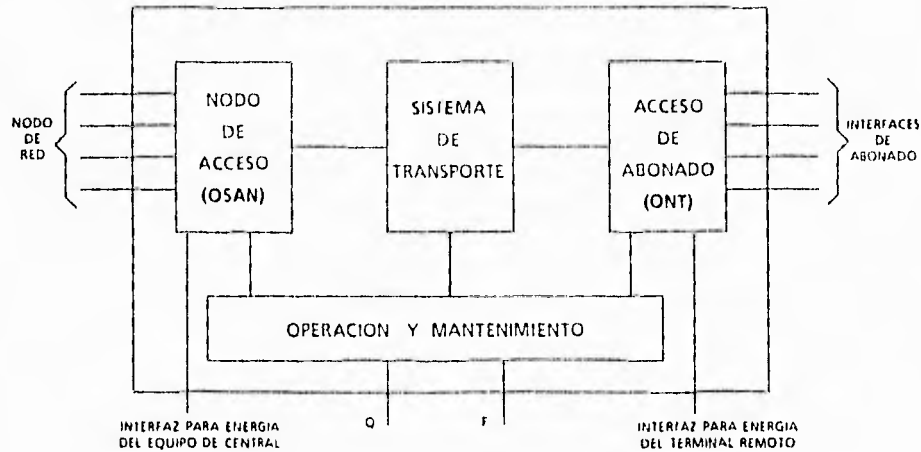 NODO
DE
RED
NODO
DE
ACCESO
(OSAN)
SISTEMA
DE
TRANSPORTE
ACCESO
DE
ABONADO
(ONT)
INTERFACES
DE
ABONADO
OPERACION Y MANTENIMIENTO
INTERFAZ PARA ENERGIA
DEL EQUIPO DE CENTRAL
Q
F
INTERFAZ PARA ENERGIA
DEL TERMINAL REMOTO